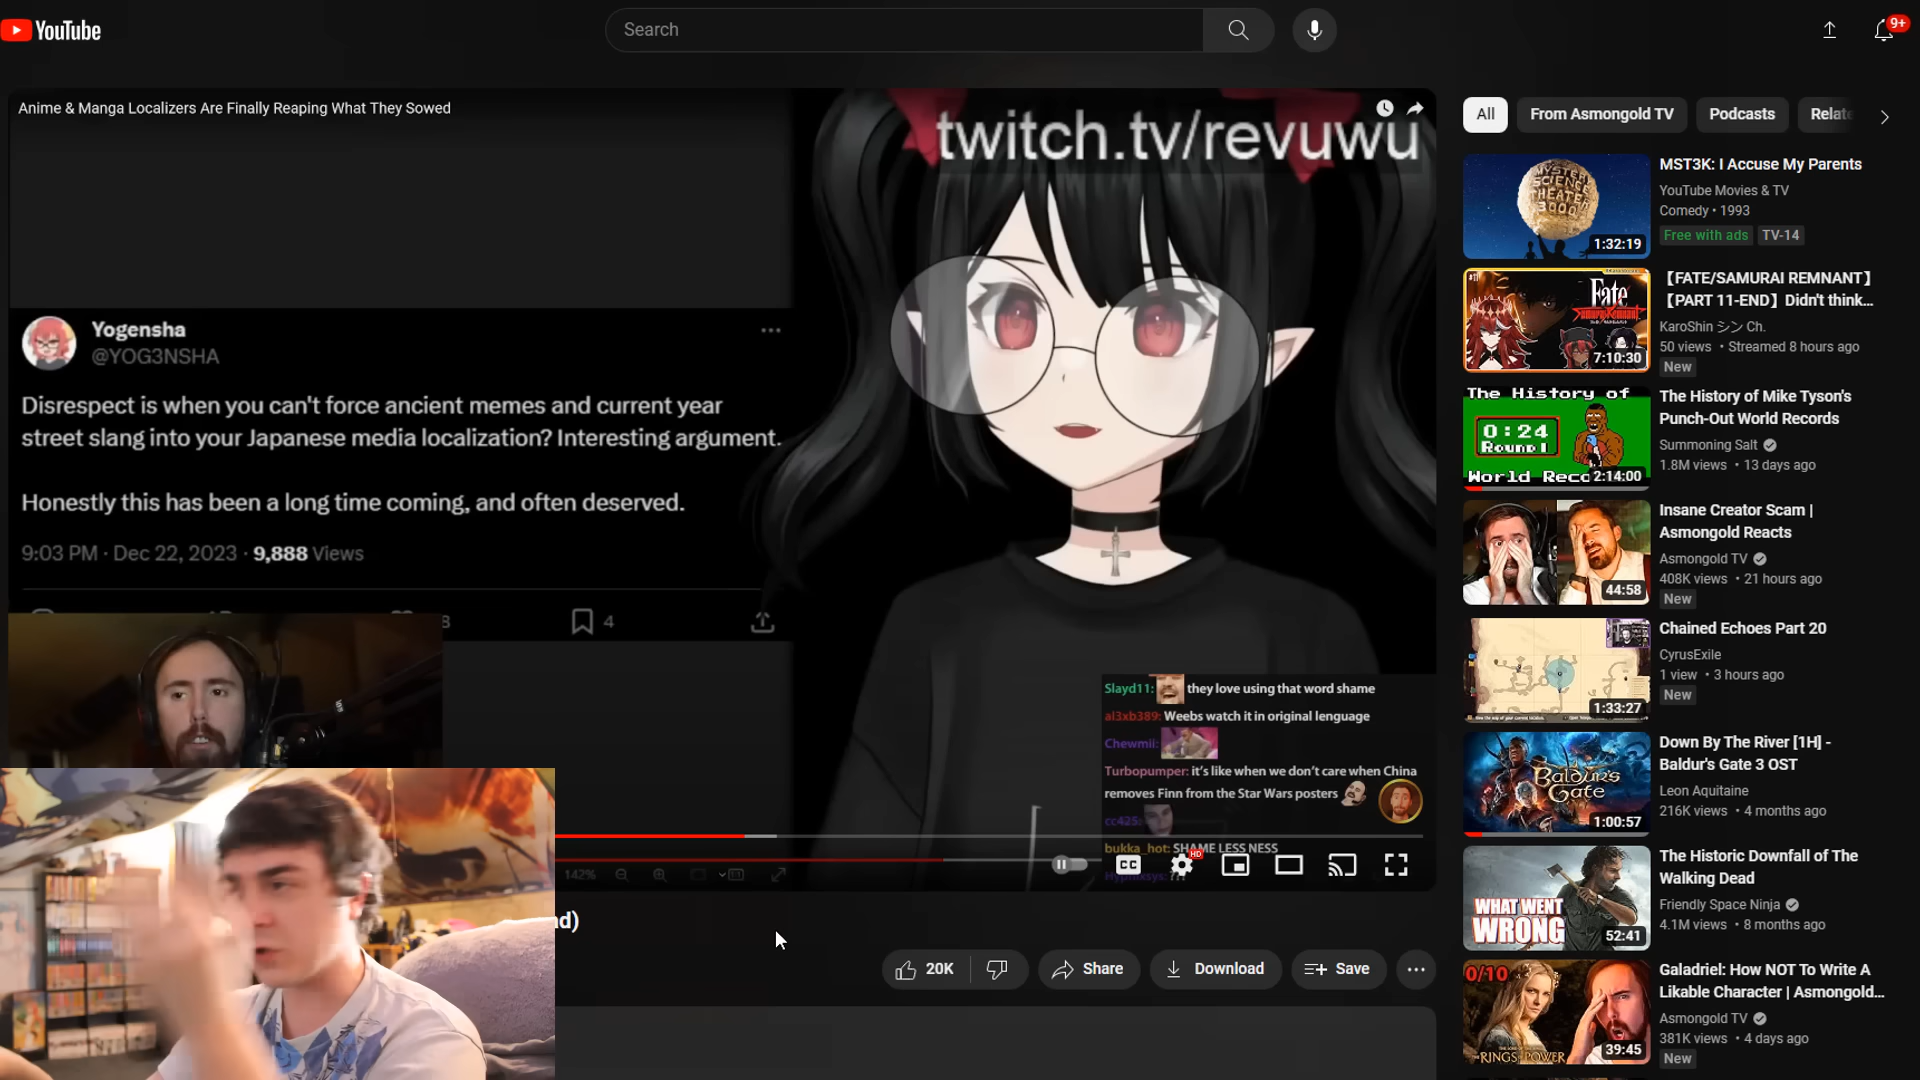 YouTube
Search
9+
Anime & Manga Localizers Are Finally Reaping What They Sowed
twitch.tv/revuwu
Yogensha
@YOG3NSHA
Disrespect is when you can't force ancient memes and current year
street slang into your Japanese media localization? Interesting argument.
Honestly this has been a long time coming, and often deserved.
9:03 PM · Dec 22, 2023 · 9,888 Views
8
4
Slayd11: they love using that word shame
al3xb389: Weebs watch it in original lenguage
Chewmii:
Turbopumper: it's like when we don't care when China
removes Finn from the Star Wars posters
cc425:
bukka_hot: SHAME LESS NESS
142%
CC
HD
nd)
20K
Share
Download
Save
All
From Asmongold TV
Podcasts
Relate
MYSTERY
SCIENCE
THEATER
3000
1:32:19
MST3K: I Accuse My Parents
YouTube Movies & TV
Comedy • 1993
Free with ads
TV-14
Fate
7:10:30
【FATE/SAMURAI REMNANT】
【PART 11-END】Didn't think...
KaroShin シン Ch.
50 views • Streamed 8 hours ago
New
The History of
0:24
Round 1
World Reco
2:14:00
The History of Mike Tyson's
Punch-Out World Records
Summoning Salt
1.8M views • 13 days ago
44:58
Insane Creator Scam |
Asmongold Reacts
Asmongold TV
408K views • 21 hours ago
New
1:33:27
Chained Echoes Part 20
CyrusExile
1 view • 3 hours ago
New
Baldur's
Gate
1:00:57
Down By The River [1H] -
Baldur's Gate 3 OST
Leon Aquitaine
216K views • 4 months ago
WHAT WENT
WRONG
52:41
The Historic Downfall of The
Walking Dead
Friendly Space Ninja
4.1M views • 8 months ago
0/10
RINGS POWER
39:45
Galadriel: How NOT To Write A
Likable Character | Asmongold...
Asmongold TV
381K views • 4 days ago
New